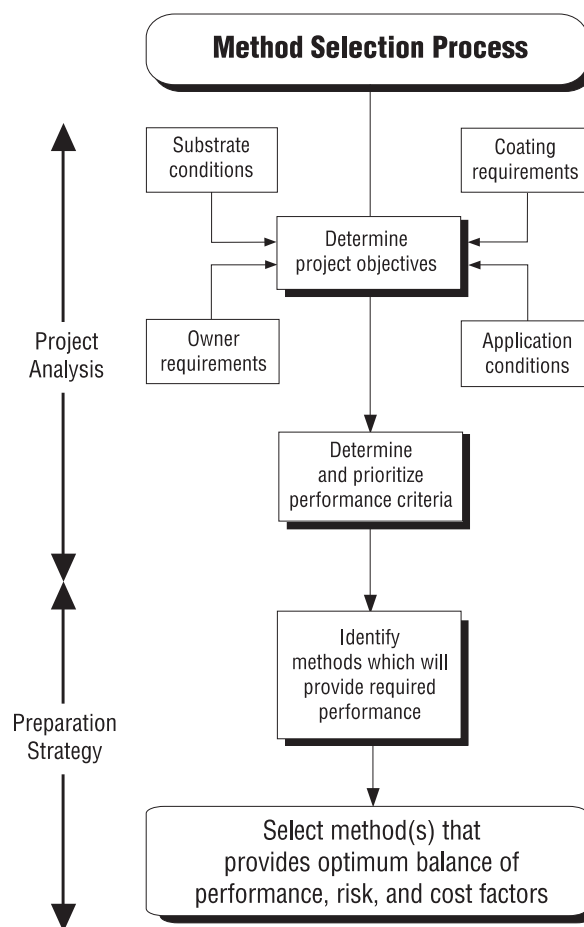 Method Selection Process
Substrate
conditions
Coating
requirements
Determine
project objectives
Owner
requirements
Application
conditions
Project
Analysis
Determine
and prioritize
performance criteria
Identify
methods which will
provide required
performance
Preparation
Strategy
Select method(s) that
provides optimum balance of
performance, risk, and cost factors